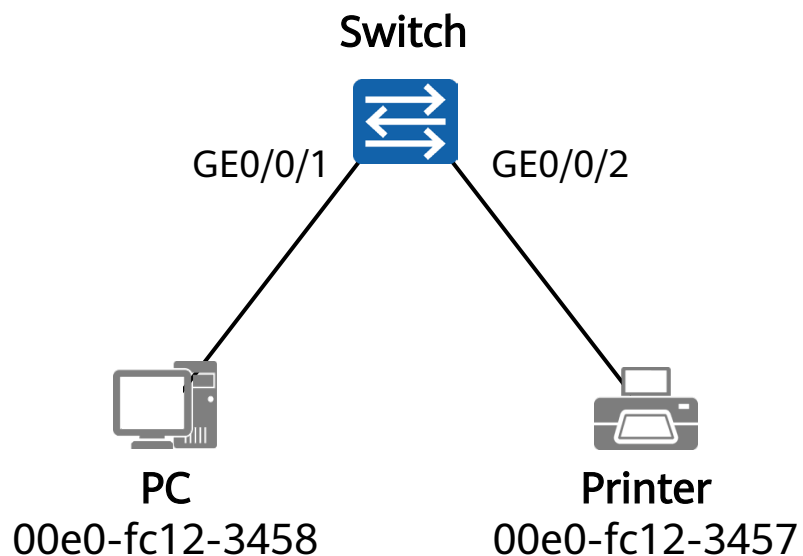 Switch
GE0/0/1
GE0/0/2
PC
Printer
00e0-fc12-3458
00e0-fc12-3457